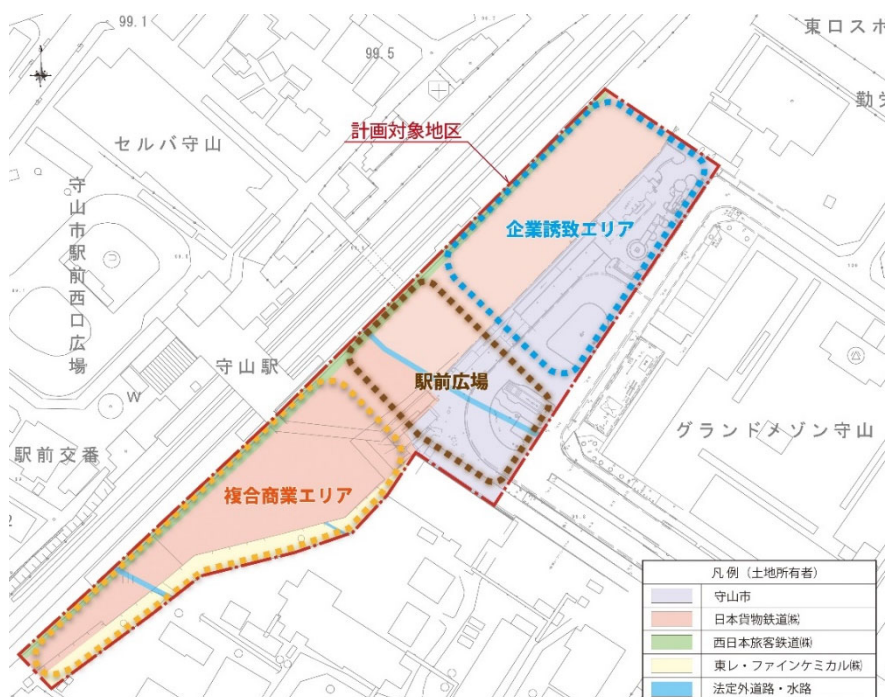 99.1
99.5
東ロスポ
勤労
セルバ守山
計画対象地区
守山市駅前西口広場
企業誘致エリア
守山駅
駅前広場
W
グランドメゾン守山
駅前交番
複合商業エリア
凡例（土地所有者）
守山市
日本貨物鉄道㈱
西日本旅客鉄道㈱
東レ・ファインケミカル㈱
法定外道路・水路